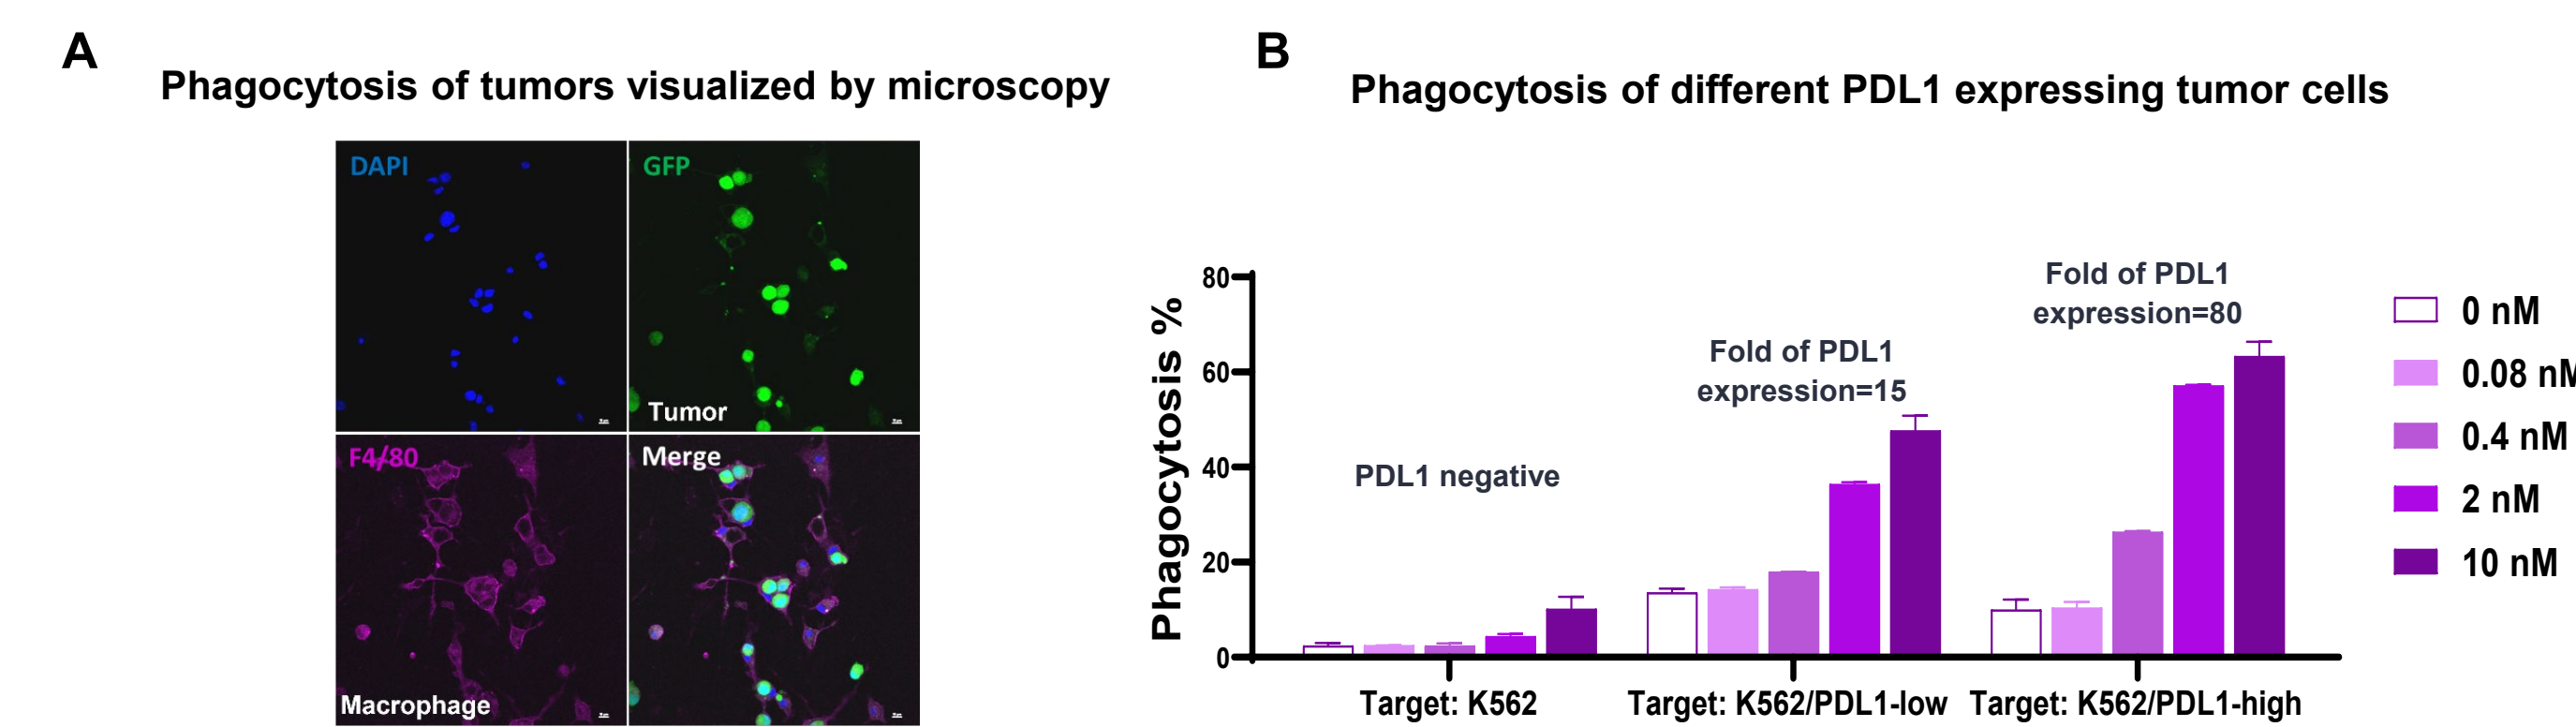 A
Phagocytosis of tumors visualized by microscopy
DAPI
GFP
Tumor
F4/80
Merge
Macrophage
B
Phagocytosis of different PDL1 expressing tumor cells
Phagocytosis %
80
60
40
20
0
PDL1 negative
Fold of PDL1
expression=15
Fold of PDL1
expression=80
Target: K562
Target: K562/PDL1-low
Target: K562/PDL1-high
0 nM
0.08 nM
0.4 nM
2 nM
10 nM